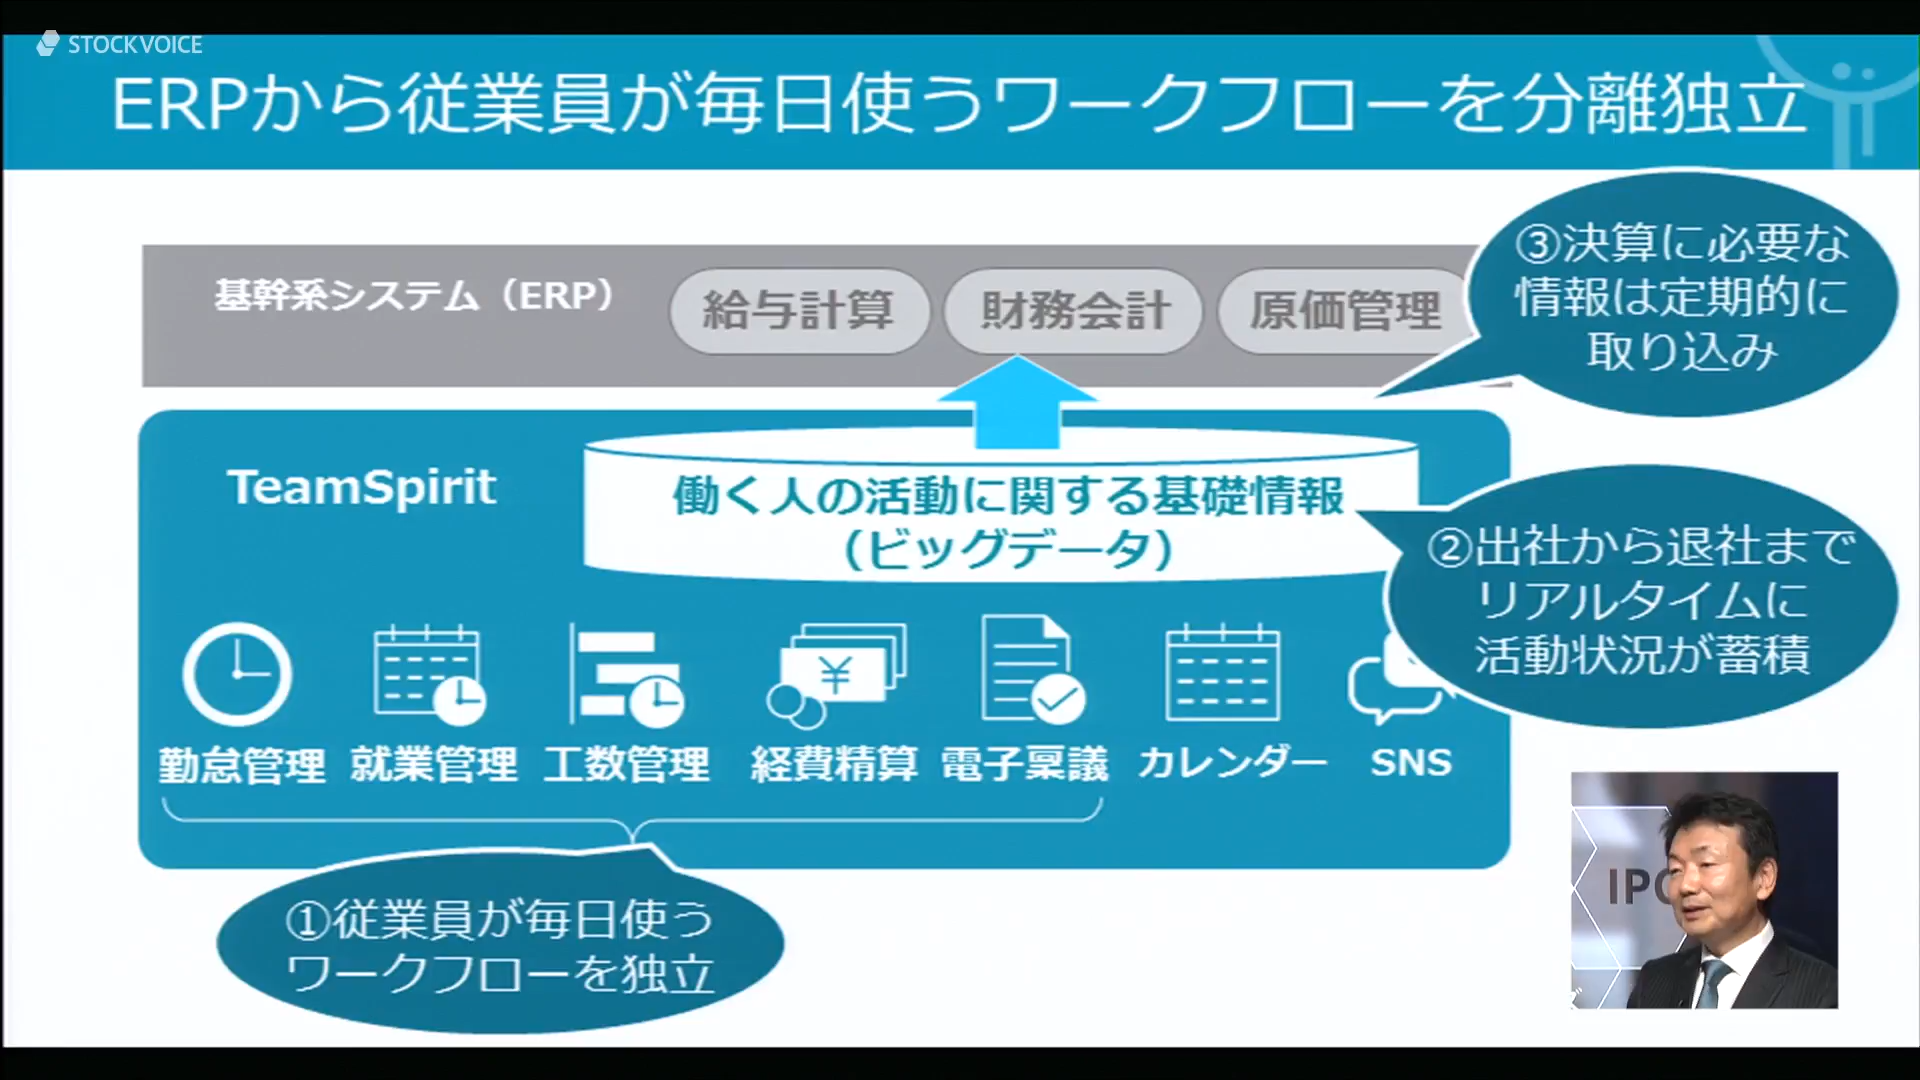 STOCKVOICE
ERPから従業員が毎日使うワークフローを分離独立
基幹系システム（ERP）
給与計算
財務会計
原価管理
③決算に必要な
情報は定期的に
取り込み
TeamSpirit
働く人の活動に関する基礎情報
（ビッグデータ）
②出社から退社まで
リアルタイムに
活動状況が蓄積
¥
勤怠管理
就業管理
工数管理
経費精算
電子稟議
カレンダー
SNS
①従業員が毎日使う
ワークフローを独立